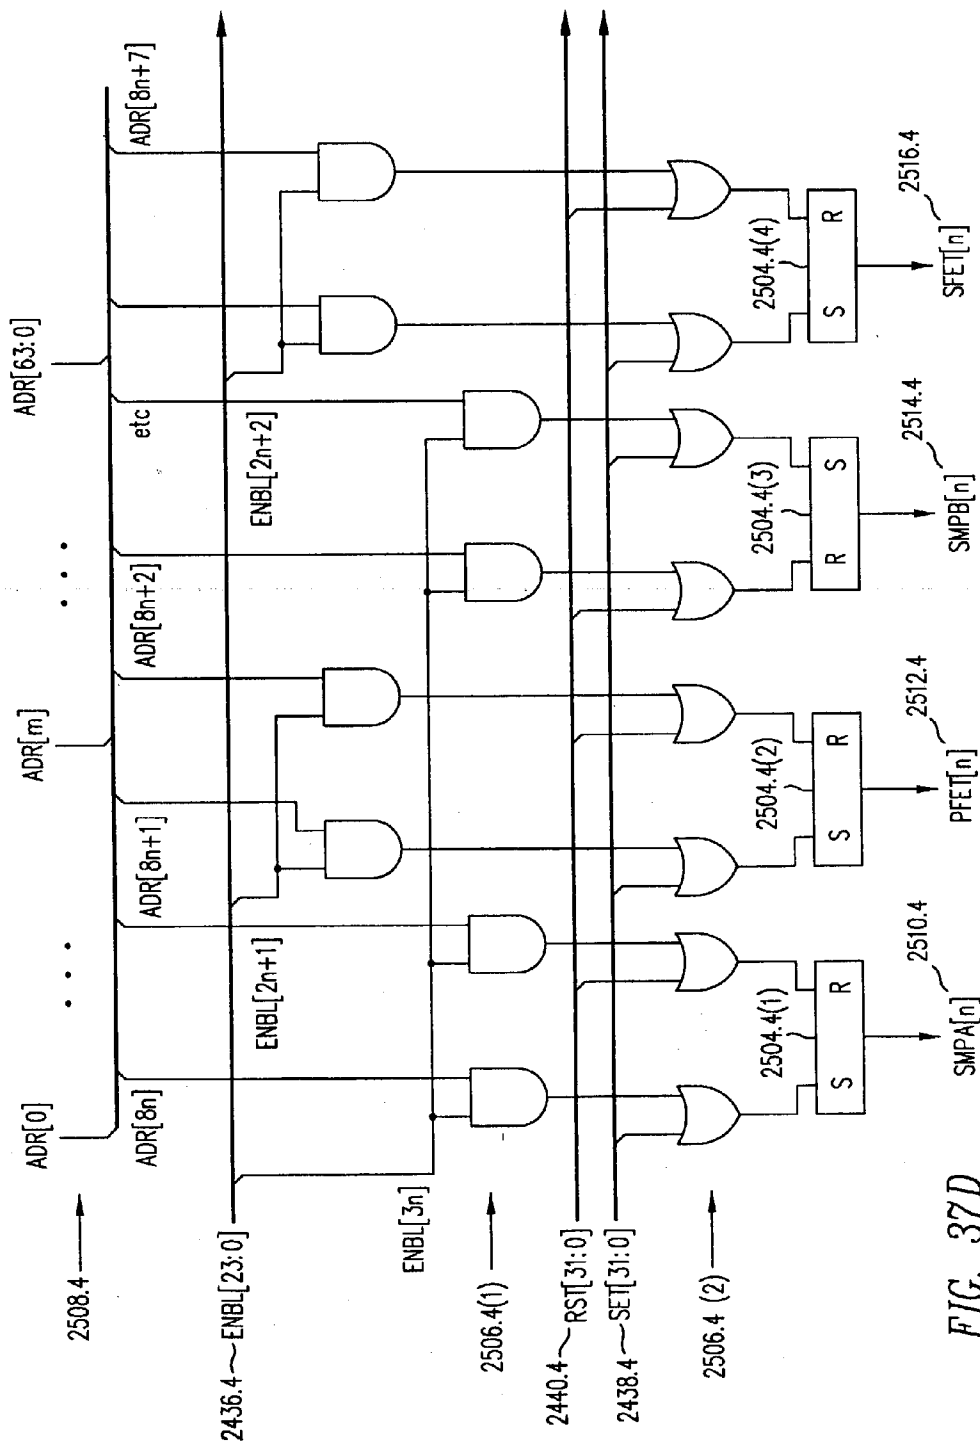 2508.4
ADR[0]
ADR[m]
ADR[63:0]
ADR[8n]
ADR[8n+1]
ADR[8n+2]
etc
ADR[8n+7]
2436.4
ENBL[23:0]
ENBL[2n+1]
ENBL[2n+2]
ENBL[3n]
2506.4(1)
2440.4
RST[31:0]
2438.4
SET[31:0]
2506.4 (2)
2504.4(1)
2504.4(2)
2504.4(3)
2504.4(4)
S R
S R
R S
S R
SMPA[n]
2510.4
PFET[n]
2512.4
SMPB[n]
2514.4
SFET[n]
2516.4
FIG. 37D